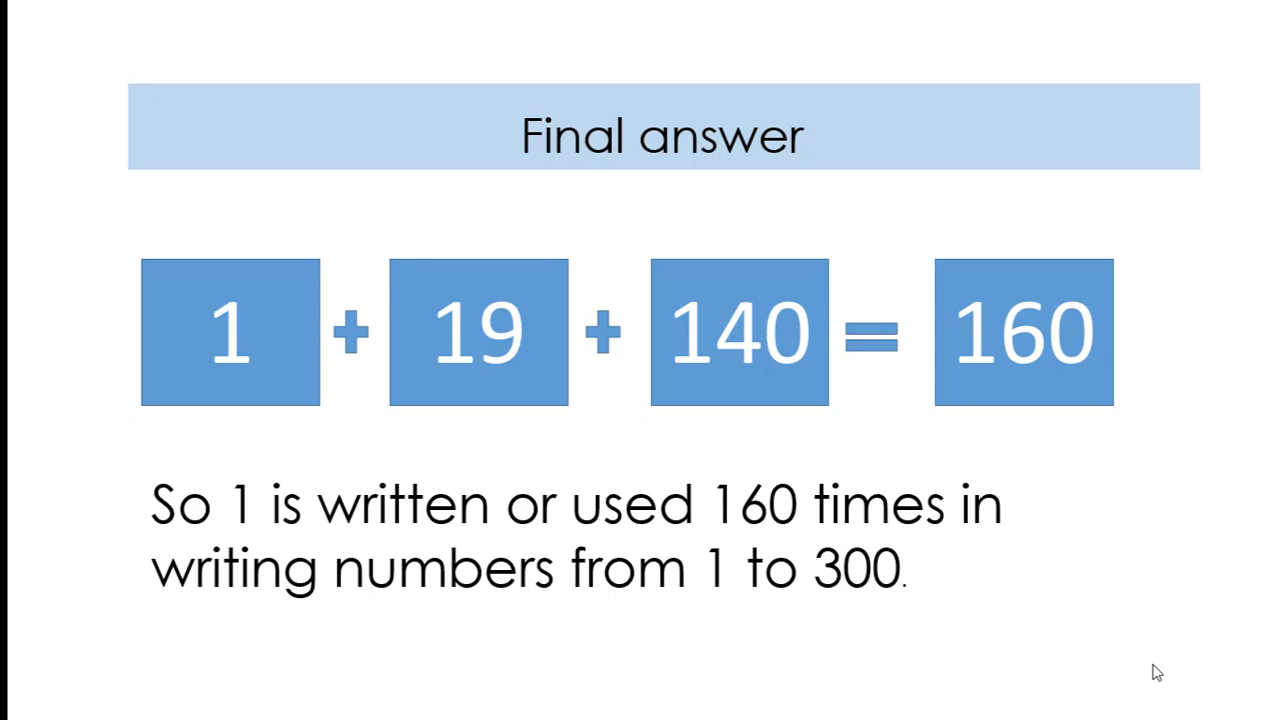 Final answer
1 + 19 + 140 = 160
So 1 is written or used 160 times in
writing numbers from 1 to 300.